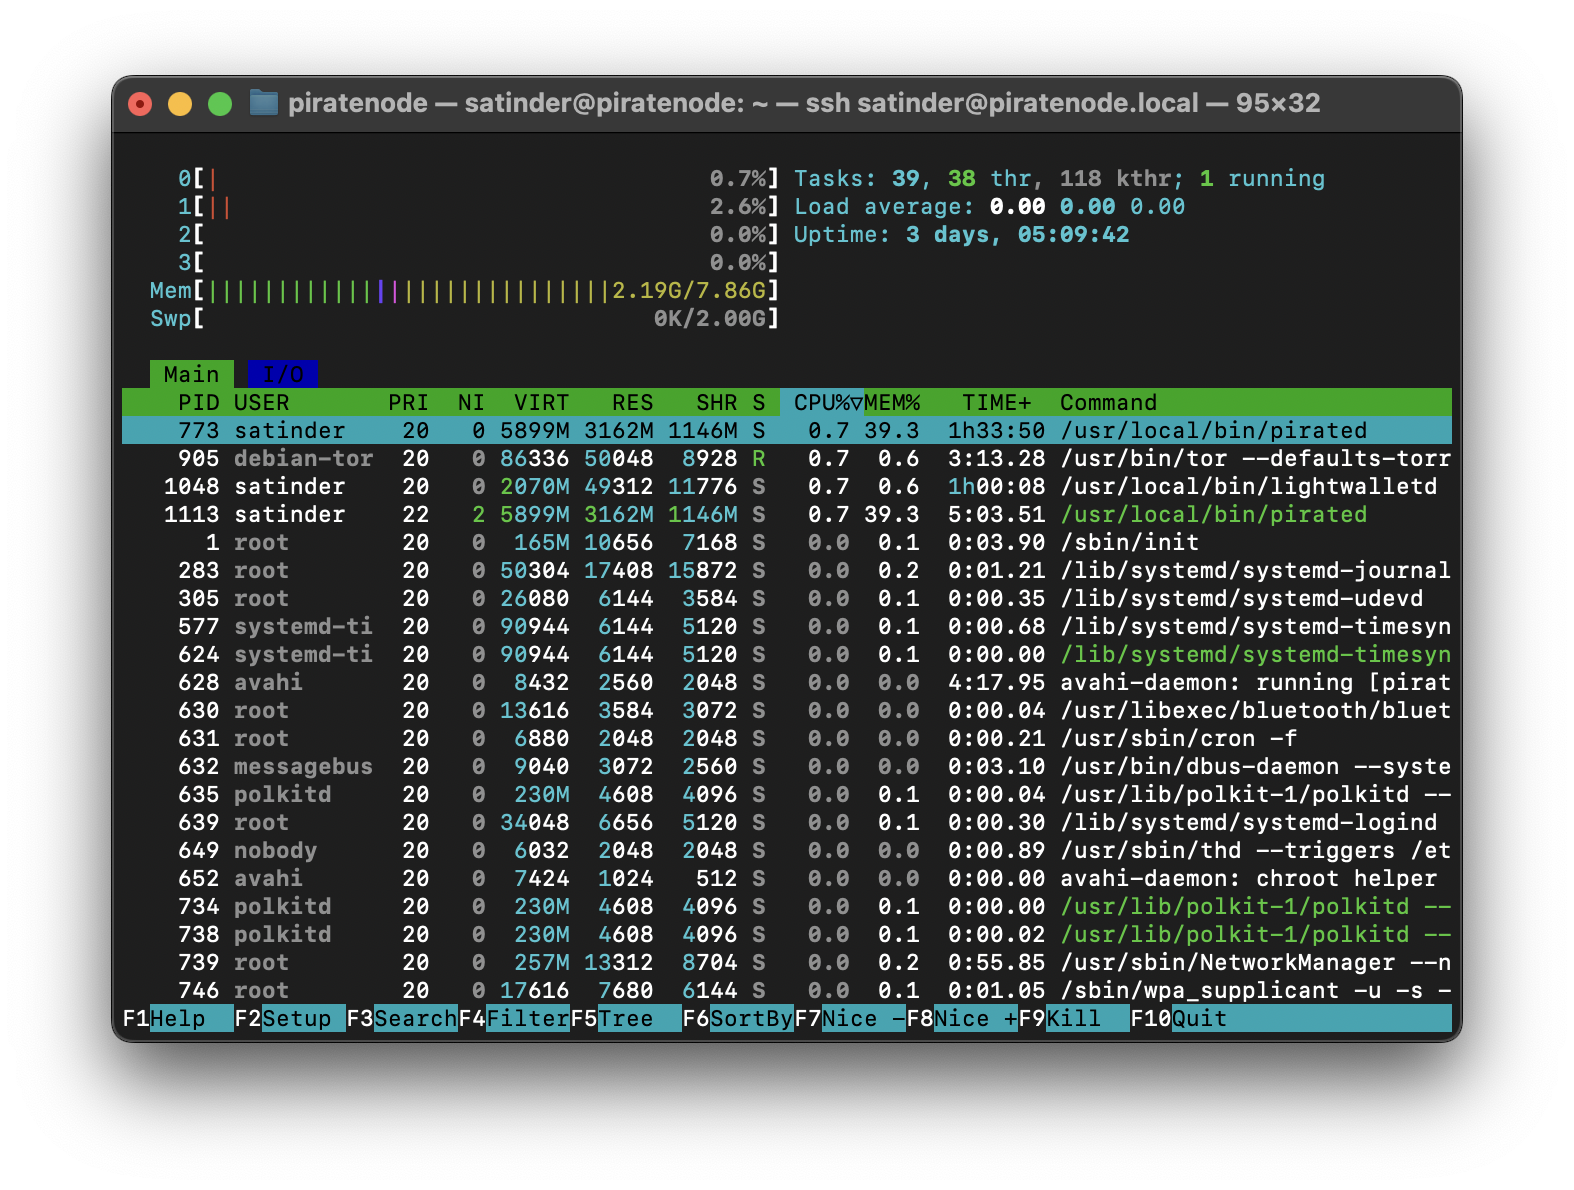 piratenode — satinder@piratenode: ~ — ssh satinder@piratenode.local — 95×32
0[| 0.7%] Tasks: 39, 38 thr, 118 kthr; 1 running
1[|| 2.6%] Load average: 0.00 0.00 0.00
2[ 0.0%] Uptime: 3 days, 05:09:42
3[ 0.0%]
Mem[|||||||||||||||||||||||||||||2.19G/7.86G]
Swp[ 0K/2.00G]
Main I/O
PID USER PRI NI VIRT RES SHR S CPU%▽MEM% TIME+ Command
773 satinder 20 0 5899M 3162M 1146M S 0.7 39.3 1h33:50 /usr/local/bin/pirated
905 debian-tor 20 0 86336 50048 8928 R 0.7 0.6 3:13.28 /usr/bin/tor --defaults-torr
1048 satinder 20 0 2070M 49312 11776 S 0.7 0.6 1h00:08 /usr/local/bin/lightwalletd
1113 satinder 22 2 5899M 3162M 1146M S 0.7 39.3 5:03.51 /usr/local/bin/pirated
1 root 20 0 165M 10656 7168 S 0.0 0.1 0:03.90 /sbin/init
283 root 20 0 50304 17408 15872 S 0.0 0.2 0:01.21 /lib/systemd/systemd-journal
305 root 20 0 26080 6144 3584 S 0.0 0.1 0:00.35 /lib/systemd/systemd-udevd
577 systemd-ti 20 0 90944 6144 5120 S 0.0 0.1 0:00.68 /lib/systemd/systemd-timesyn
624 systemd-ti 20 0 90944 6144 5120 S 0.0 0.1 0:00.00 /lib/systemd/systemd-timesyn
628 avahi 20 0 8432 2560 2048 S 0.0 0.0 4:17.95 avahi-daemon: running [pirat
630 root 20 0 13616 3584 3072 S 0.0 0.0 0:00.04 /usr/libexec/bluetooth/bluet
631 root 20 0 6880 2048 2048 S 0.0 0.0 0:00.21 /usr/sbin/cron -f
632 messagebus 20 0 9040 3072 2560 S 0.0 0.0 0:03.10 /usr/bin/dbus-daemon --syste
635 polkitd 20 0 230M 4608 4096 S 0.0 0.1 0:00.04 /usr/lib/polkit-1/polkitd --
639 root 20 0 34048 6656 5120 S 0.0 0.1 0:00.30 /lib/systemd/systemd-logind
649 nobody 20 0 6032 2048 2048 S 0.0 0.0 0:00.89 /usr/sbin/thd --triggers /et
652 avahi 20 0 7424 1024 512 S 0.0 0.0 0:00.00 avahi-daemon: chroot helper
734 polkitd 20 0 230M 4608 4096 S 0.0 0.1 0:00.00 /usr/lib/polkit-1/polkitd --
738 polkitd 20 0 230M 4608 4096 S 0.0 0.1 0:00.02 /usr/lib/polkit-1/polkitd --
739 root 20 0 257M 13312 8704 S 0.0 0.2 0:55.85 /usr/sbin/NetworkManager --n
746 root 20 0 17616 7680 6144 S 0.0 0.1 0:01.05 /sbin/wpa_supplicant -u -s -
F1Help F2Setup F3SearchF4FilterF5Tree F6SortByF7Nice -F8Nice +F9Kill F10Quit